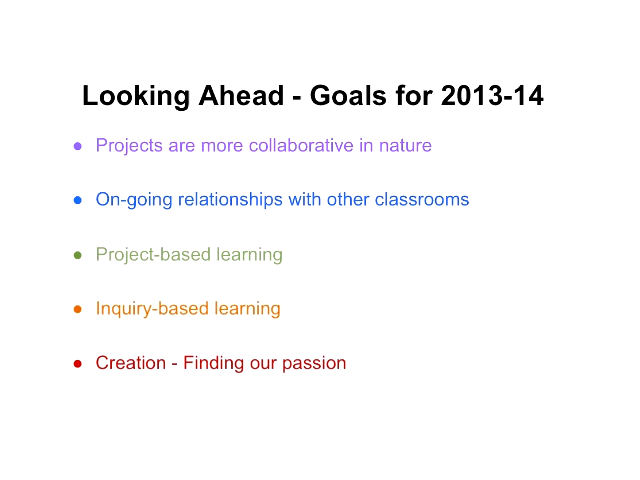 Looking Ahead - Goals for 2013-14
● Projects are more collaborative in nature
● On-going relationships with other classrooms
● Project-based learning
● Inquiry-based learning
● Creation - Finding our passion